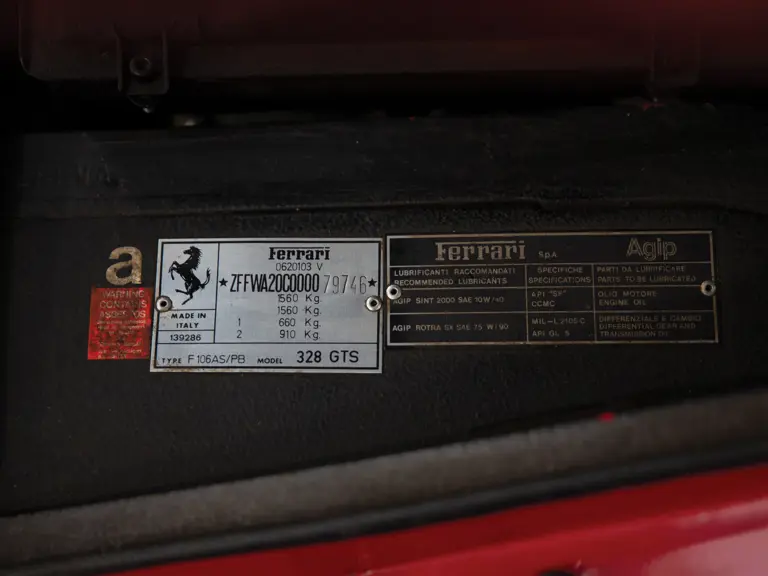 a
WARNING
CONTAINS
ASBESTOS
Ferrari
0620103 V
★ZFFWA20C000079746★
1560 Kg.
1560 Kg.
1 660 Kg.
2 910 Kg.
MADE IN
ITALY
139286
TYPE F106AS/PB MODEL 328 GTS
Ferrari S.p.A. Agip
LUBRIFICANTI RACCOMANDATI
RECOMMENDED LUBRICANTS
SPECIFICHE
SPECIFICATIONS
PARTI DA LUBRIFICARE
PARTS TO BE LUBRICATED
AGIP SINT 2000 SAE 10W/40
API "SF"
CCMC
OLIO MOTORE
ENGINE OIL
AGIP ROTRA SAE 75 W/90
MIL-L 2105 C
API GL 5
DIFFERENZIALE & CAMBIO
DIFFERENTIAL GEAR AND
TRANSMISSION OIL